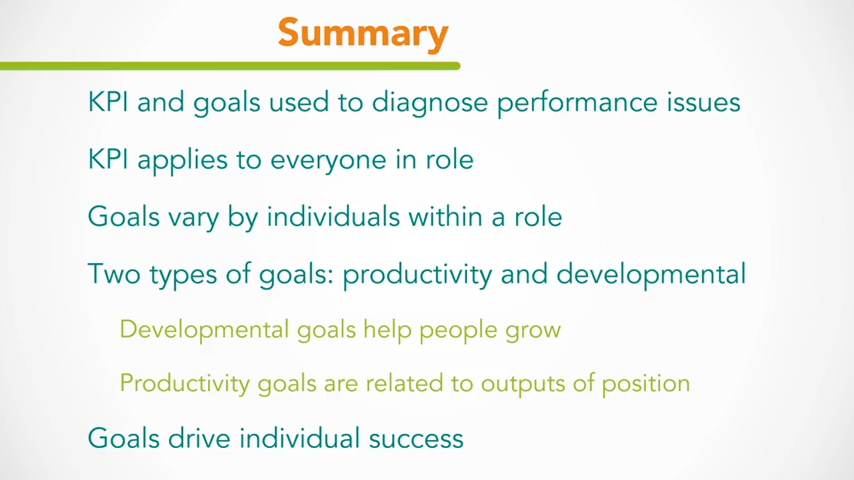 Summary
KPI and goals used to diagnose performance issues
KPI applies to everyone in role
Goals vary by individuals within a role
Two types of goals: productivity and developmental
Developmental goals help people grow
Productivity goals are related to outputs of position
Goals drive individual success